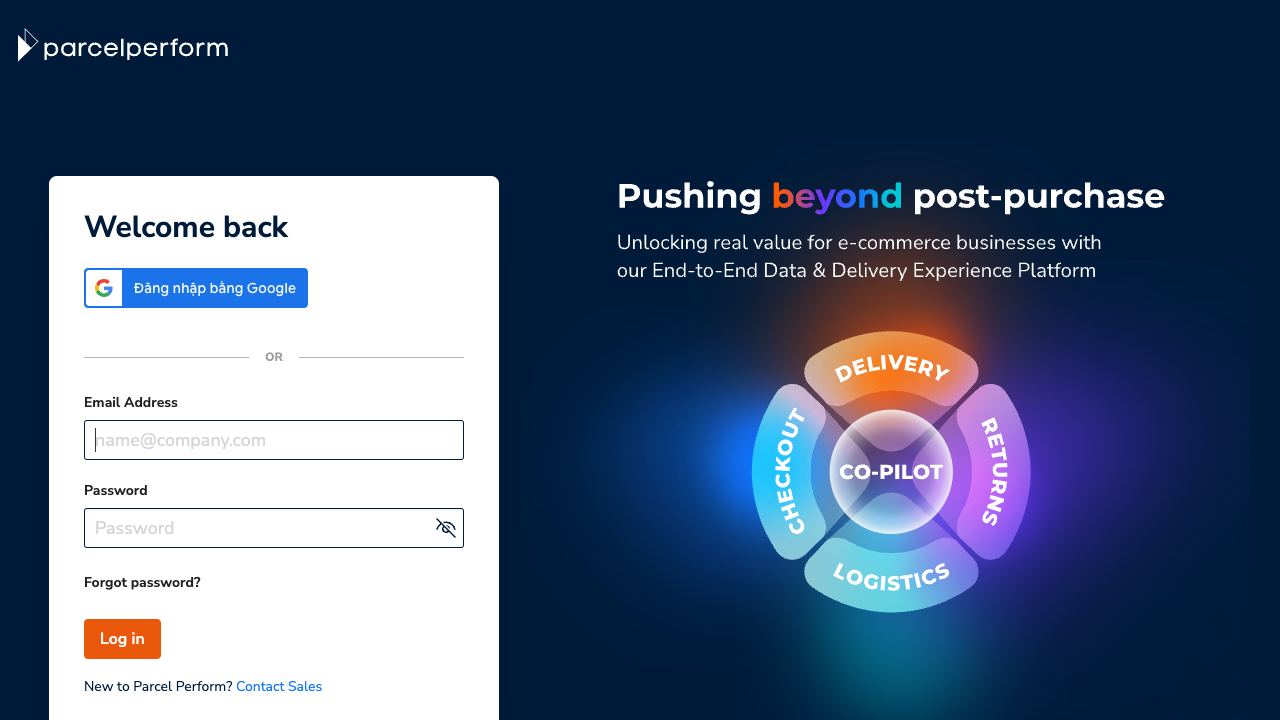 parcelperform
Welcome back
Đăng nhập bằng Google
OR
Email Address
name@company.com
Password
Password
Forgot password?
Log in
New to Parcel Perform? Contact Sales
Pushing beyond post-purchase
Unlocking real value for e-commerce businesses with
our End-to-End Data & Delivery Experience Platform
DELIVERY
CHECKOUT
CO-PILOT
RETURNS
LOGISTICS